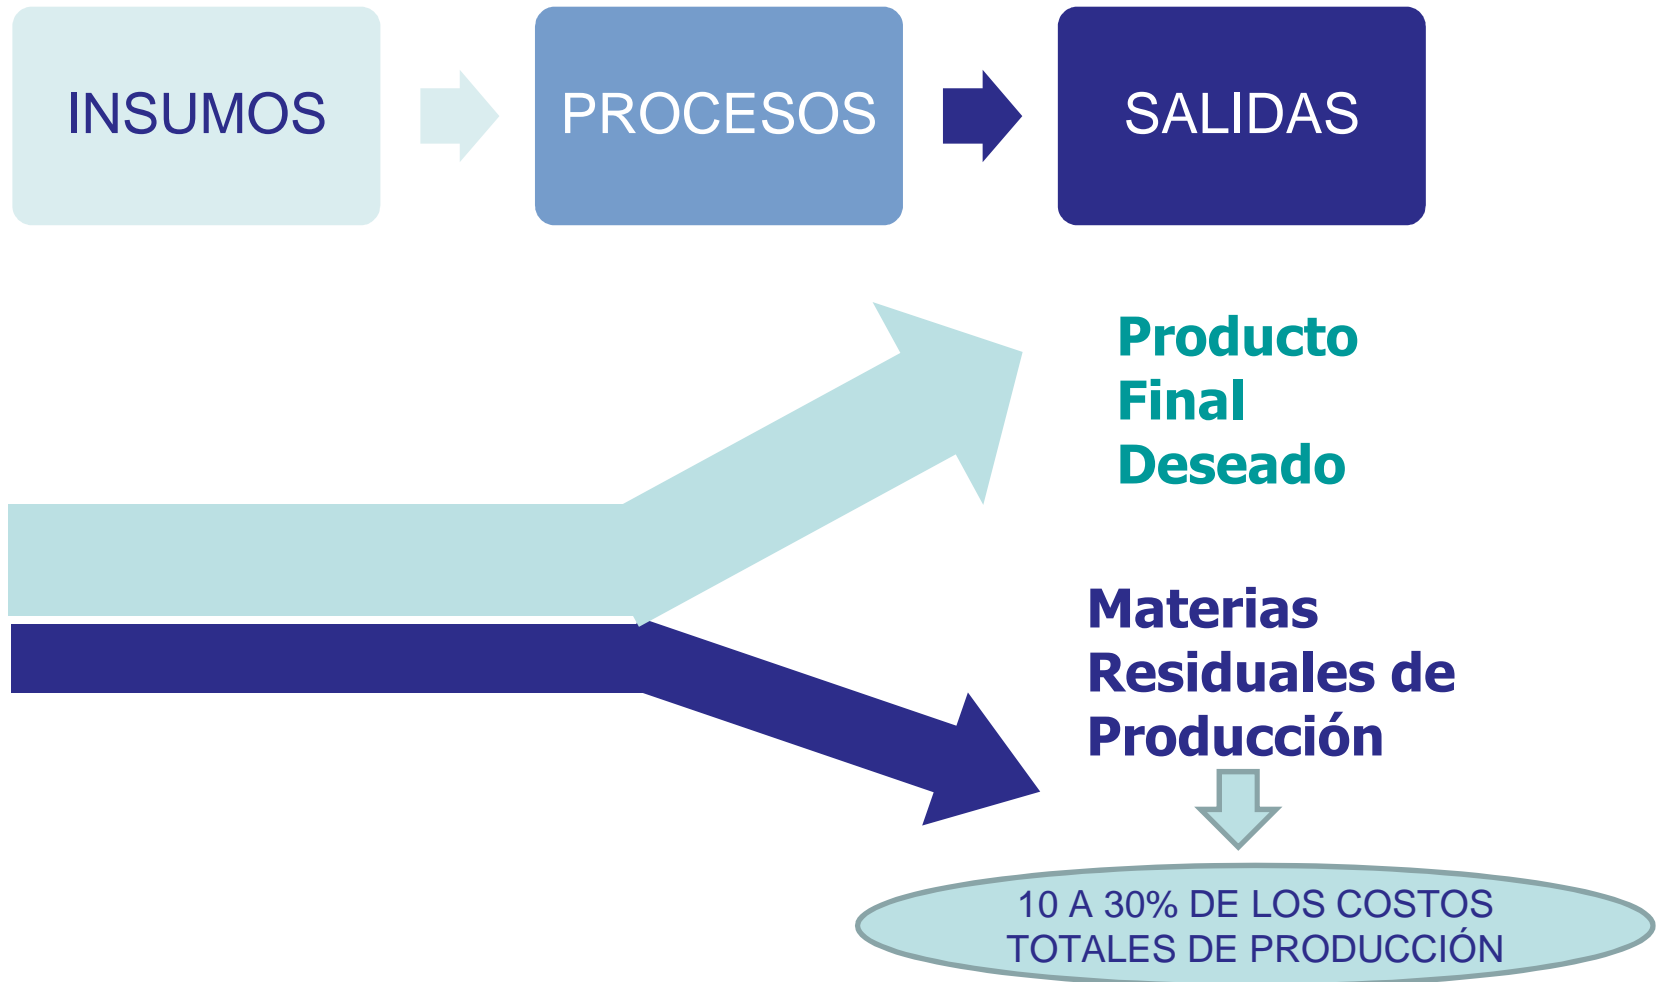 INSUMOS
PROCESOS
SALIDAS
Producto
Final
Deseado
Materias
Residuales de
Producción
10 A 30% DE LOS COSTOS
TOTALES DE PRODUCCIÓN